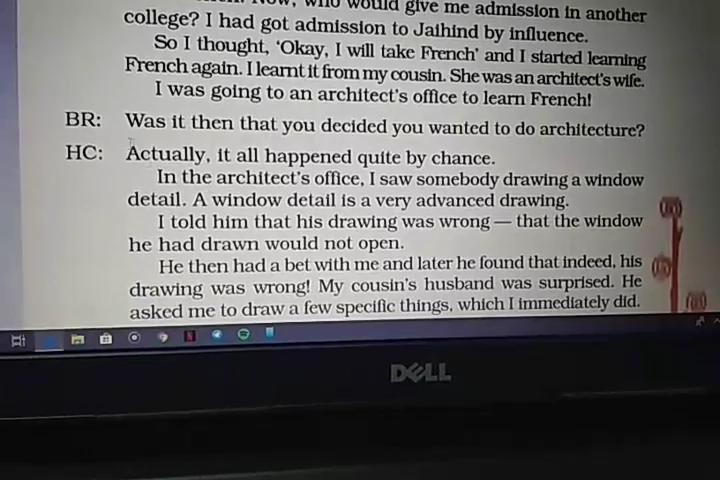 would give me admission in another
college? I had got admission to Jaihind by influence.
So I thought, ‘Okay, I will take French’ and I started learning
French again. I learnt it from my cousin. She was an architect’s wife.
I was going to an architect’s office to learn French!
BR: Was it then that you decided you wanted to do architecture?
HC: Actually, it all happened quite by chance.
In the architect’s office, I saw somebody drawing a window
detail. A window detail is a very advanced drawing.
I told him that his drawing was wrong — that the window
he had drawn would not open.
He then had a bet with me and later he found that indeed, his
drawing was wrong! My cousin’s husband was surprised. He
asked me to draw a few specific things, which I immediately did.
DELL